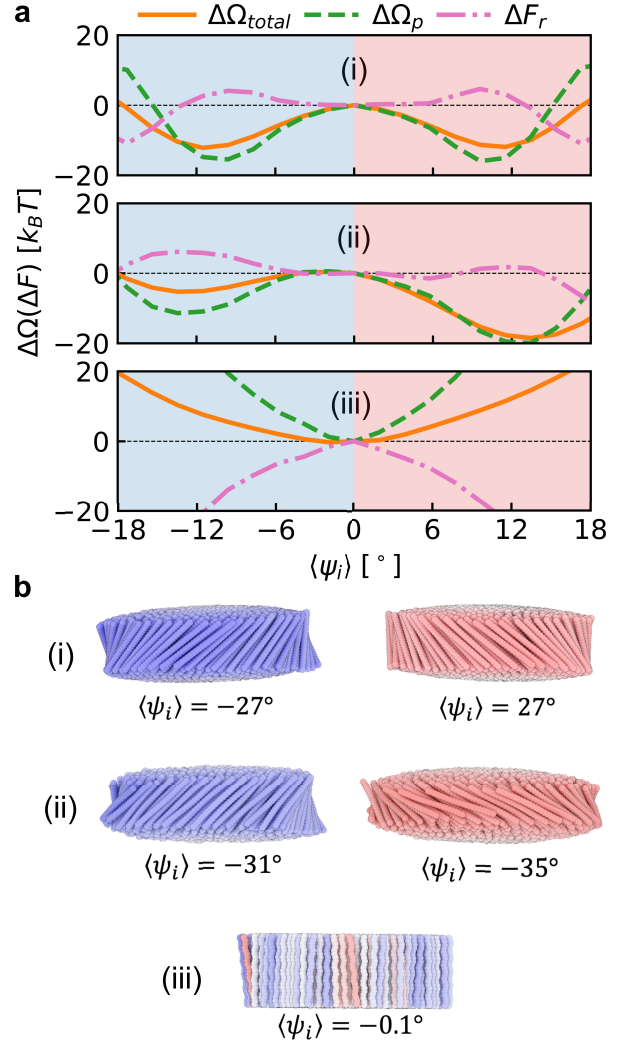 a
ΔΩ_total ΔΩ_p ΔF_r
20
0
−20
(i)
20
0
−20
(ii)
20
0
−20
(iii)
ΔΩ(ΔF) [k_BT]
−18 −12 −6 0 6 12 18
⟨ψ_i⟩ [°]
b
(i)
⟨ψ_i⟩ = −27° ⟨ψ_i⟩ = 27°
(ii)
⟨ψ_i⟩ = −31° ⟨ψ_i⟩ = −35°
(iii)
⟨ψ_i⟩ = −0.1°